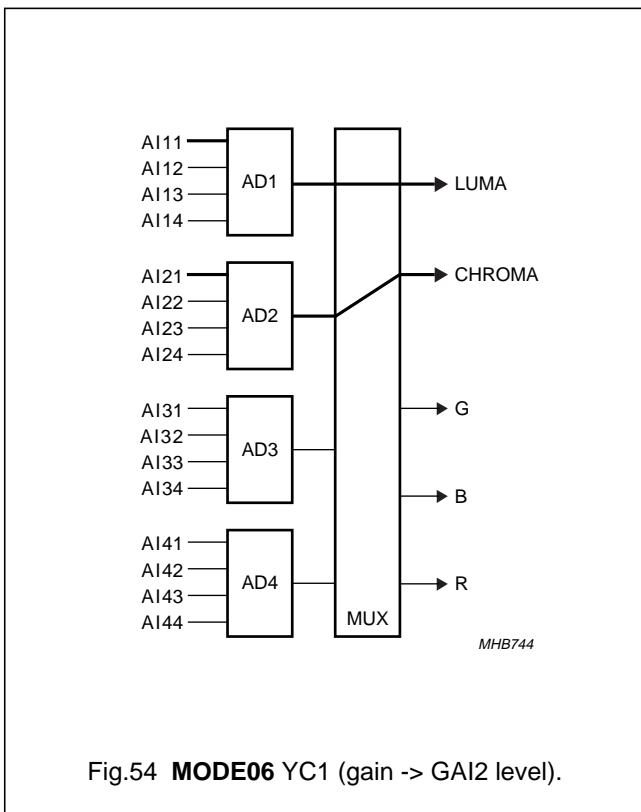 AI11
AI12
AI13
AI14
AD1
LUMA
AI21
AI22
AI23
AI24
AD2
CHROMA
AI31
AI32
AI33
AI34
AD3
G
B
AI41
AI42
AI43
AI44
AD4
R
MUX
MHB744
Fig.54 MODE06 YC1 (gain -> GAI2 level).